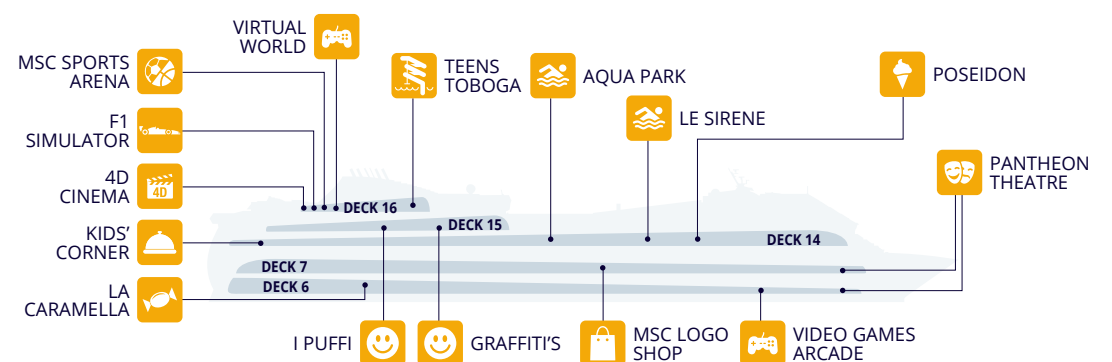 VIRTUAL
WORLD
MSC SPORTS
ARENA
TEENS
TOBOGA
AQUA PARK
POSEIDON
F1
SIMULATOR
LE SIRENE
4D
CINEMA
4D
PANTHEON
THEATRE
DECK 16
DECK 15
KIDS'
CORNER
DECK 14
DECK 7
DECK 6
LA
CARAMELLA
I PUFFI
GRAFFITI'S
MSC LOGO
SHOP
VIDEO GAMES
ARCADE